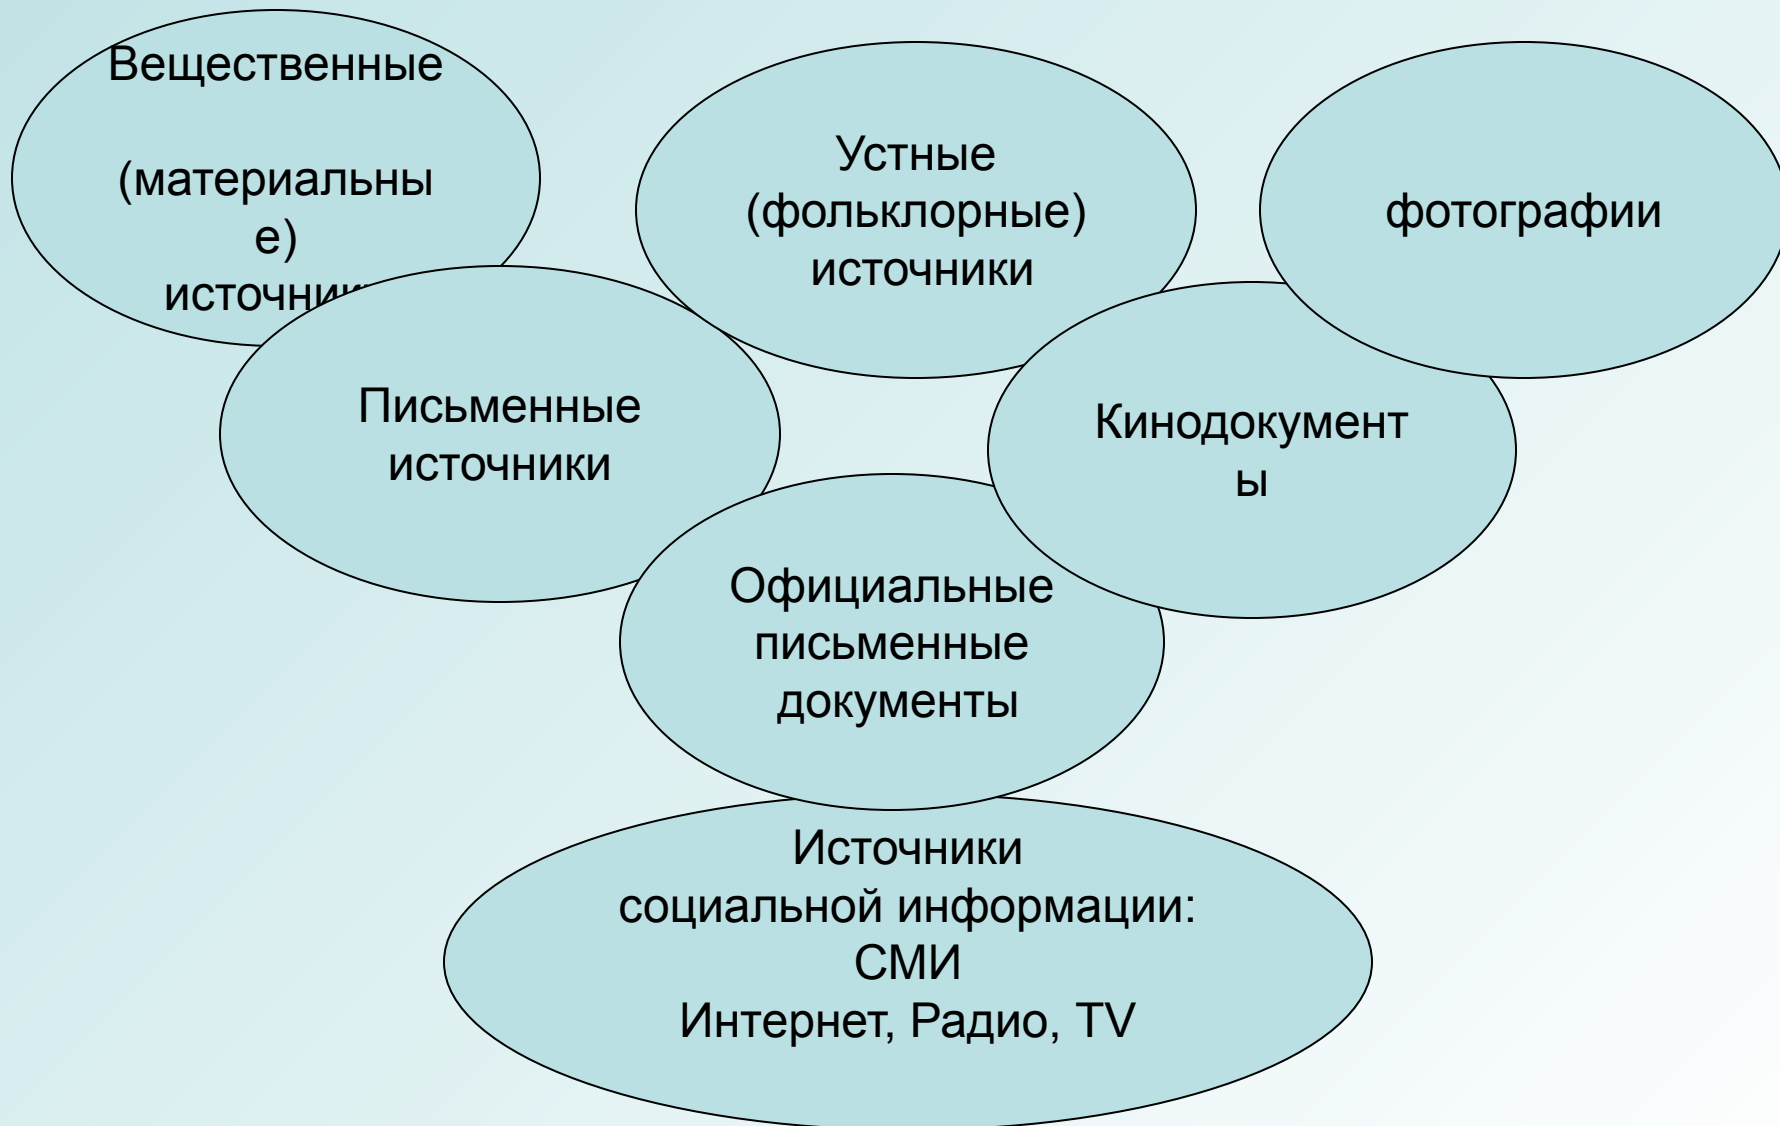 Вещественные
(материальны
е)
Устные
(фольклорные)
источники
фотографии
Письменные
источники
Кинодокумент
ы
Официальные
письменные
документы
Источники
социальной информации:
СМИ
Интернет, Радио, TV